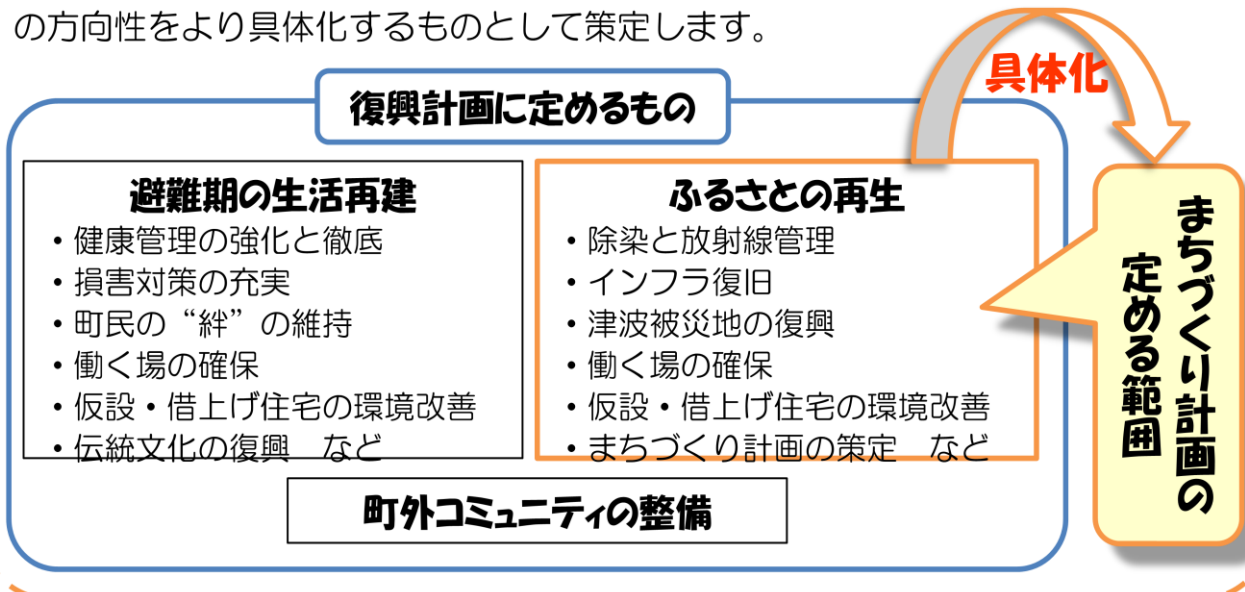 の方向性をより具体化するものとして策定します。
具体化
復興計画に定めるもの
避難期の生活再建
・健康管理の強化と徹底
・損害対策の充実
・町民の“絆”の維持
・働く場の確保
・仮設・借上げ住宅の環境改善
・伝統文化の復興　など
ふるさとの再生
・除染と放射線管理
・インフラ復旧
・津波被災地の復興
・働く場の確保
・仮設・借上げ住宅の環境改善
・まちづくり計画の策定　など
町外コミュニティの整備
まちづくり計画の
定める範囲